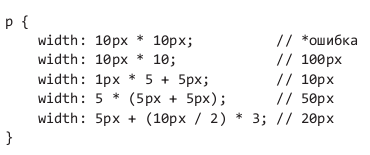 p {
    width: 10px * 10px;          // *ошибка
    width: 10px * 10;            // 100px
    width: 1px * 5 + 5px;        // 10px
    width: 5 * (5px + 5px);      // 50px
    width: 5px + (10px / 2) * 3; // 20px
}